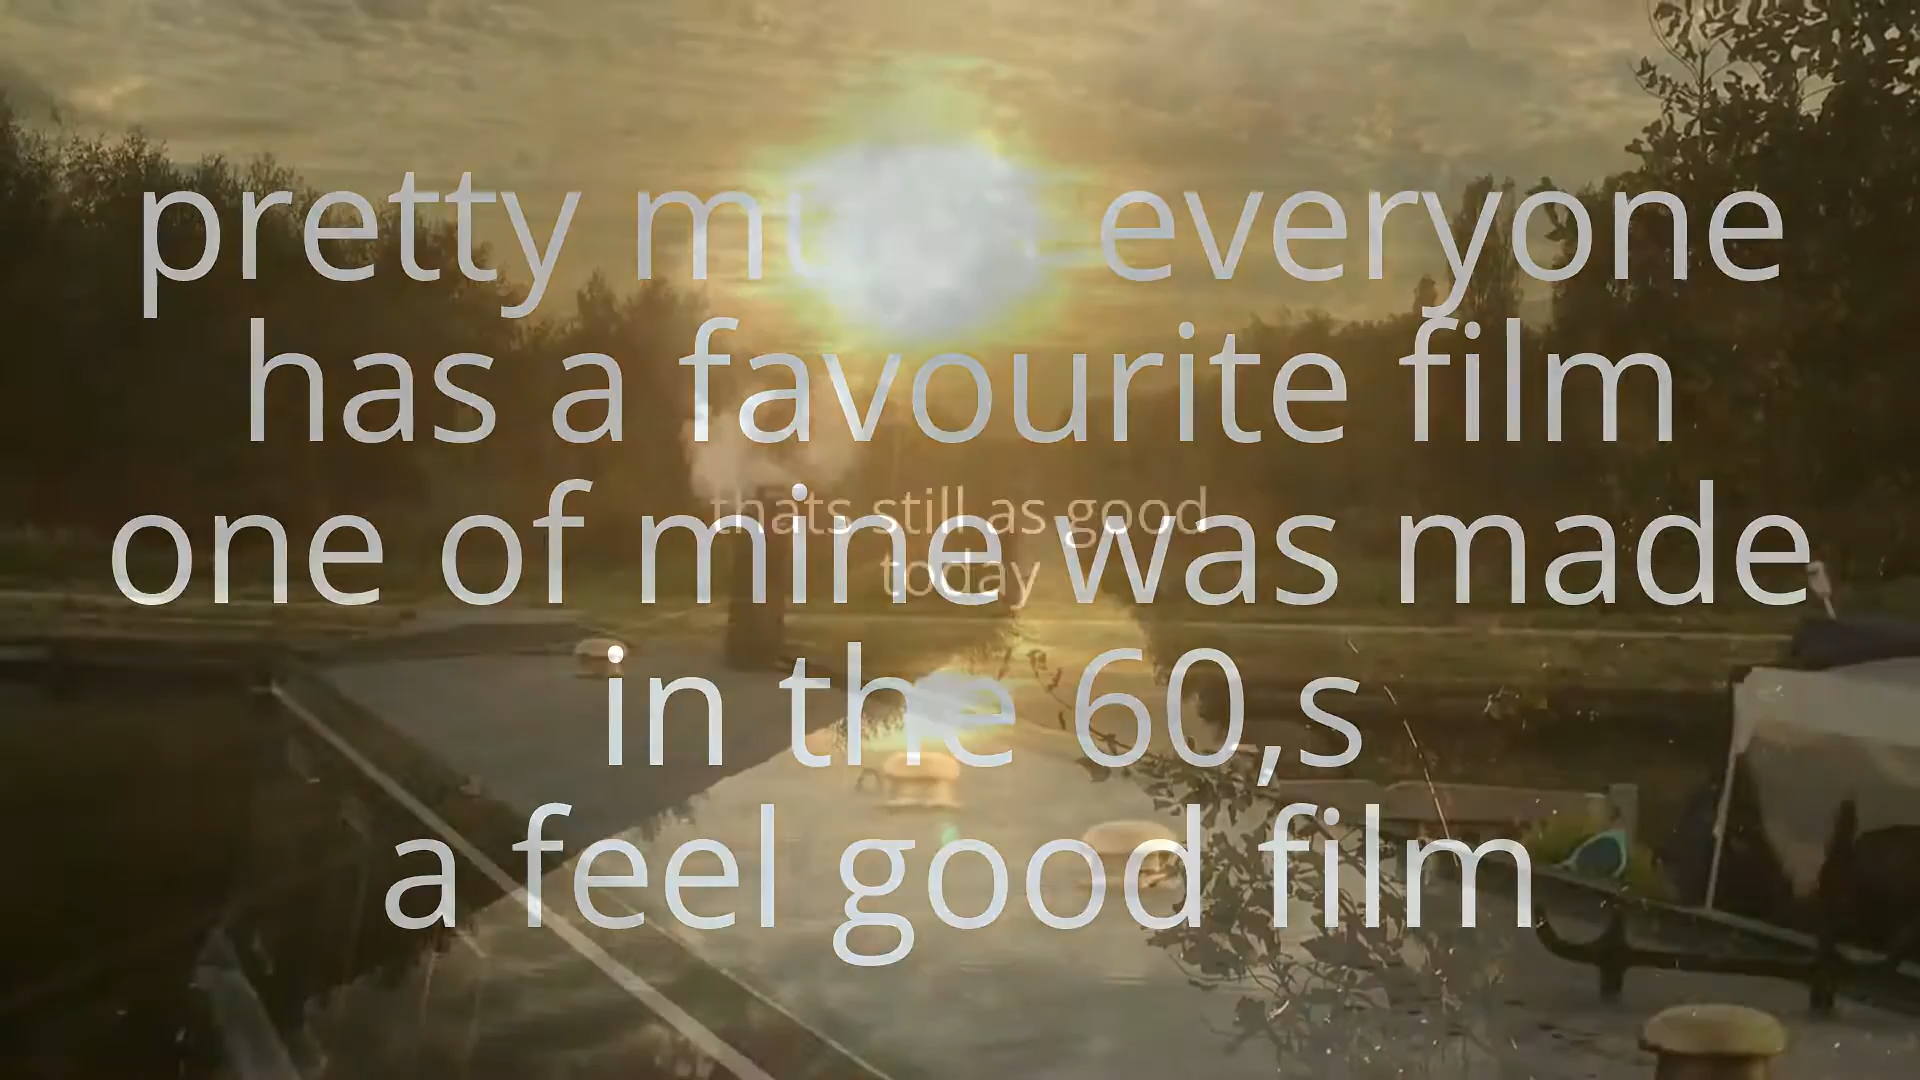 pretty much everyone
has a favourite film
one of mine was made
in the 60,s
a feel good film
thats still as good
today